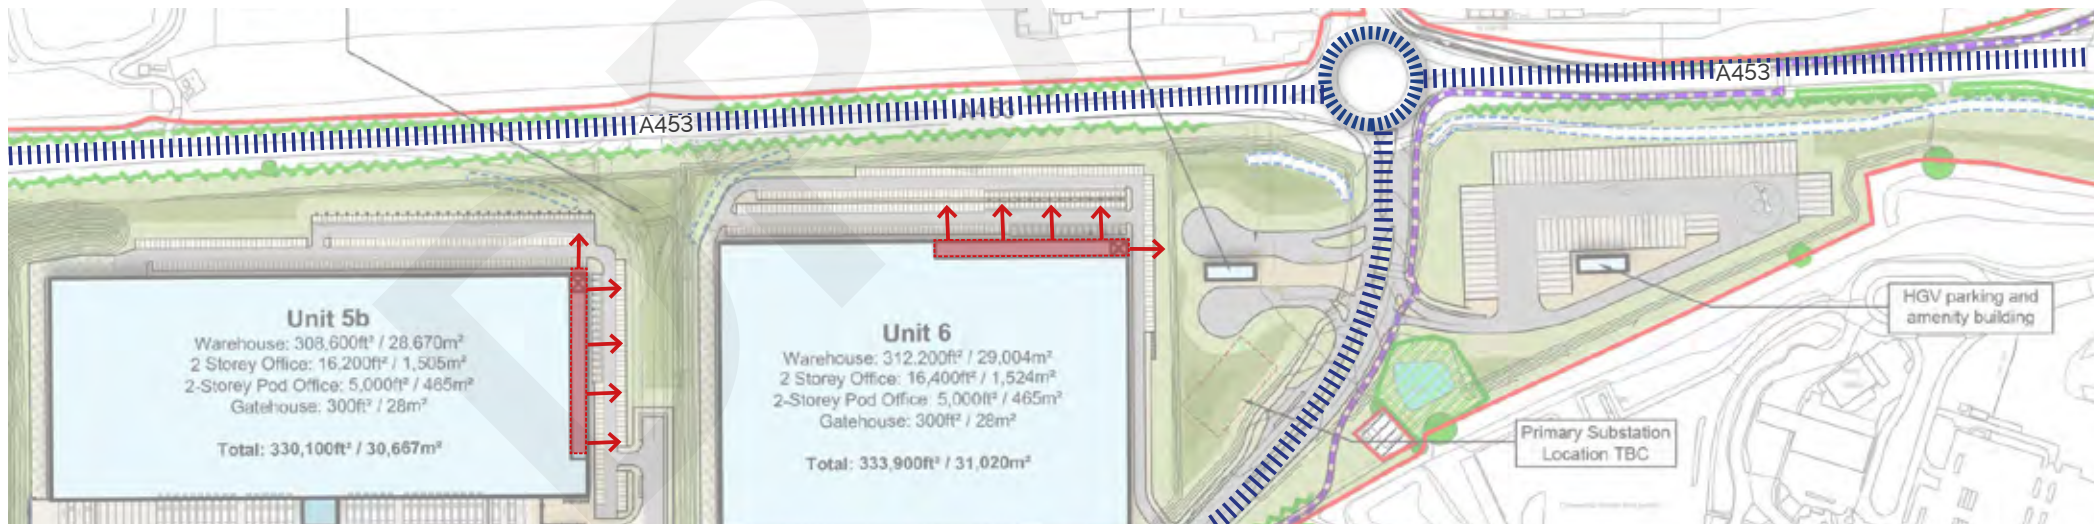 A453
A453
A453
Unit 5b
Warehouse: 308,600ft² / 28,670m²
2 Storey Office: 16,200ft² / 1,505m²
2-Storey Pod Office: 5,000ft² / 465m²
Gatehouse: 300ft² / 28m²
Total: 330,100ft² / 30,667m²
Unit 6
Warehouse: 312,200ft² / 29,004m²
2 Storey Office: 16,400ft² / 1,524m²
2-Storey Pod Office: 5,000ft² / 465m²
Gatehouse: 300ft² / 28m²
Total: 333,900ft² / 31,020m²
HGV parking and
amenity building
Primary Substation
Location TBC